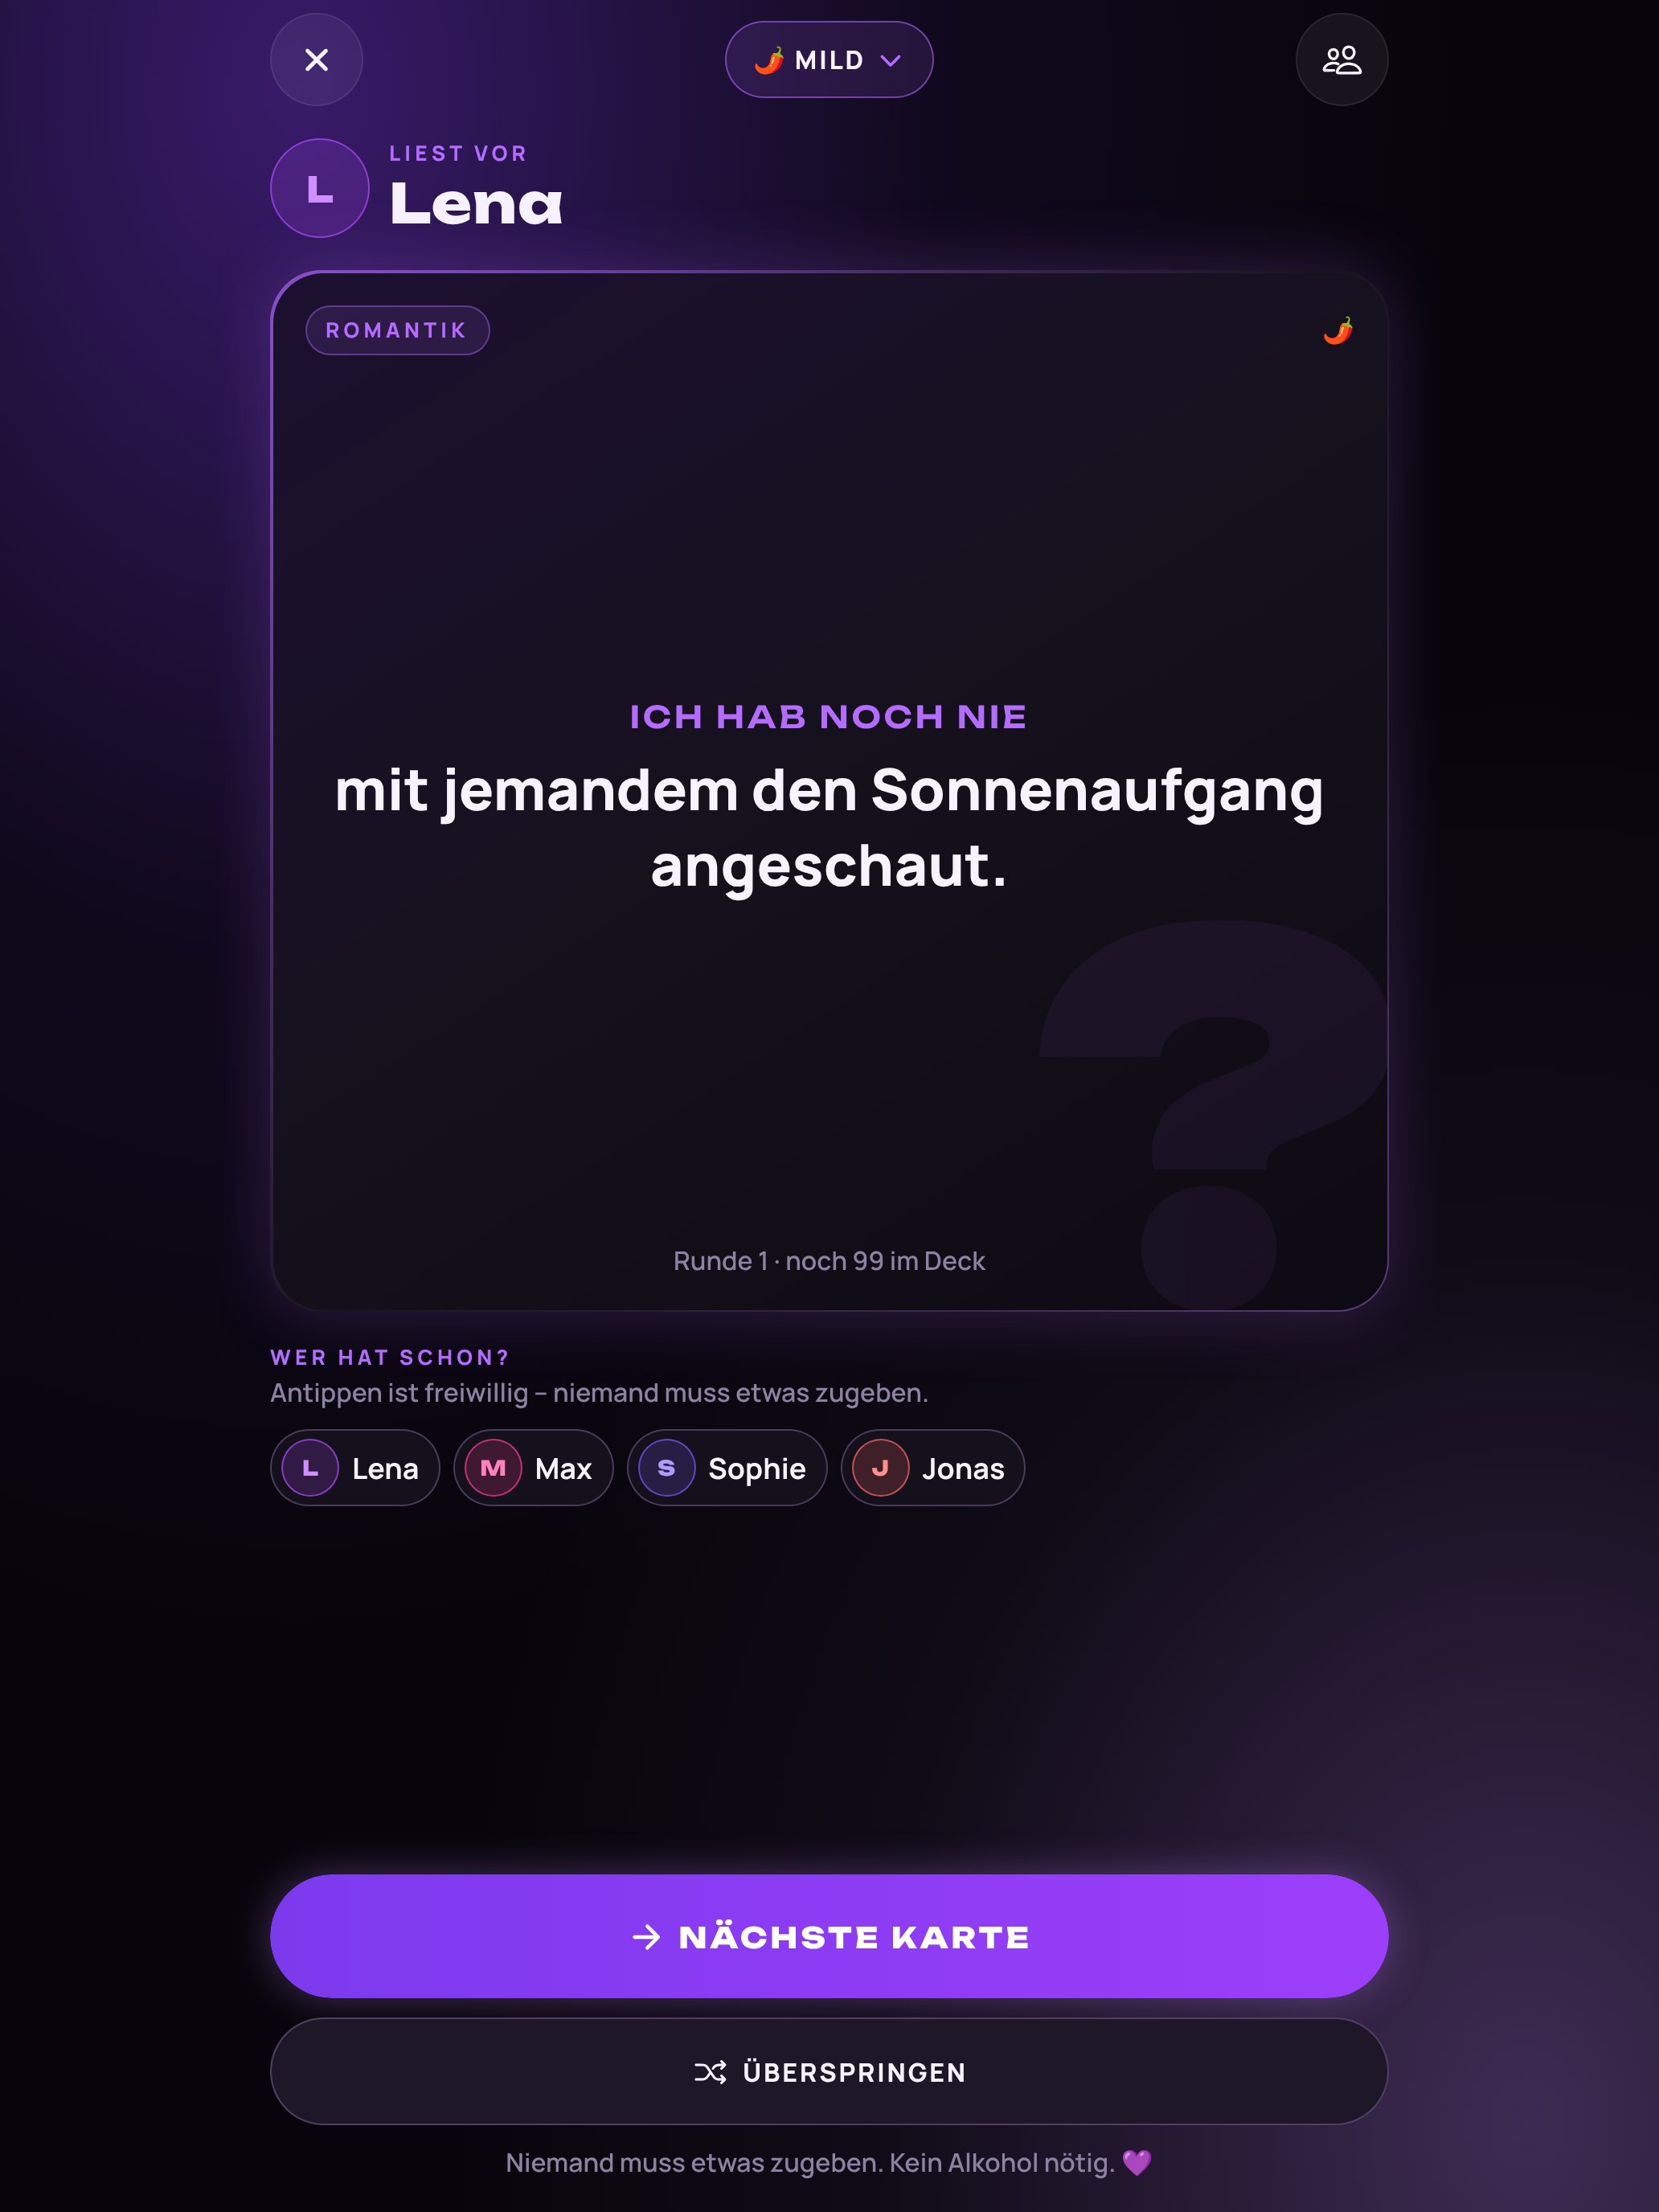 🌶️ MILD
L
LIEST VOR
Lena
ROMANTIK
🌶️
ICH HAB NOCH NIE
mit jemandem den Sonnenaufgang
angeschaut.
?
Runde 1 · noch 99 im Deck
WER HAT SCHON?
Antippen ist freiwillig – niemand muss etwas zugeben.
L Lena M Max S Sophie J Jonas
→ NÄCHSTE KARTE
ÜBERSPRINGEN
Niemand muss etwas zugeben. Kein Alkohol nötig. 💜